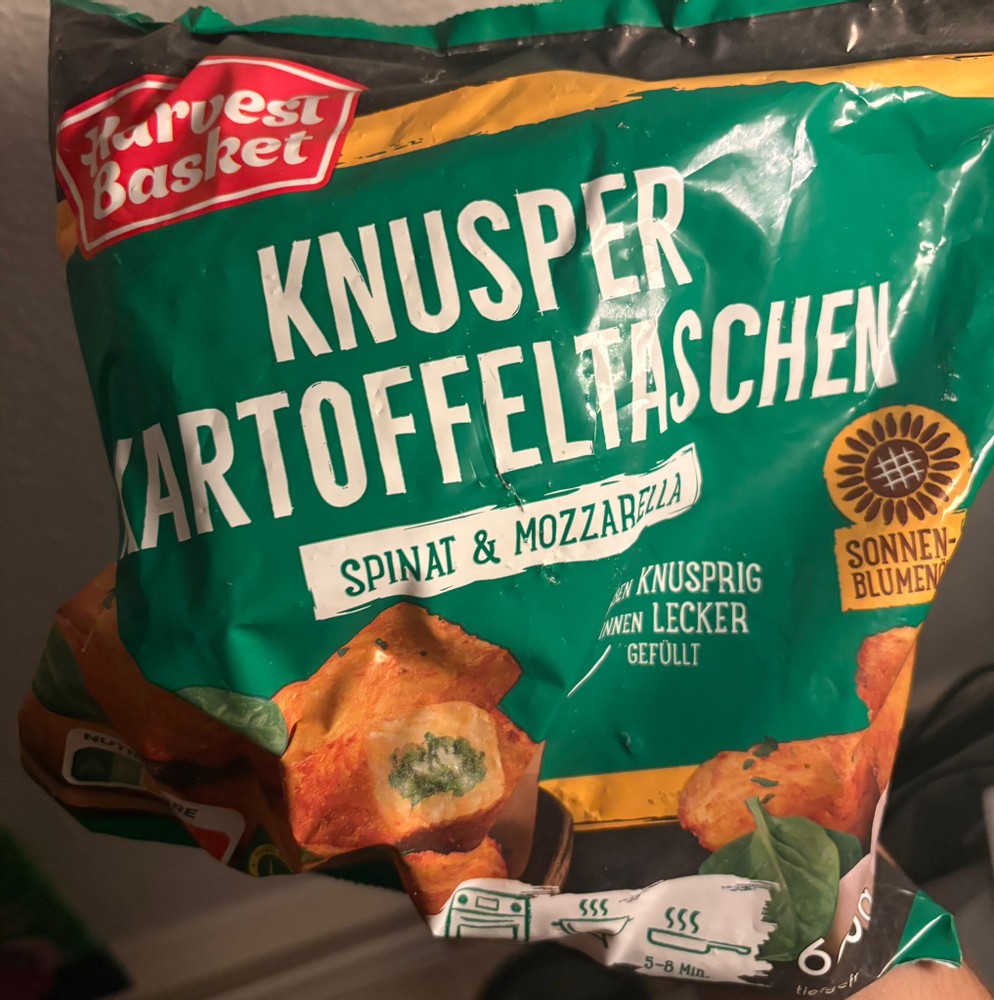 Harvest
Basket
KNUSPER
KARTOFFELTASCHEN
SPINAT & MOZZARELLA
KNUSPRIG
LECKER
GEFÜLLT
SONNEN-
5-8 Min.